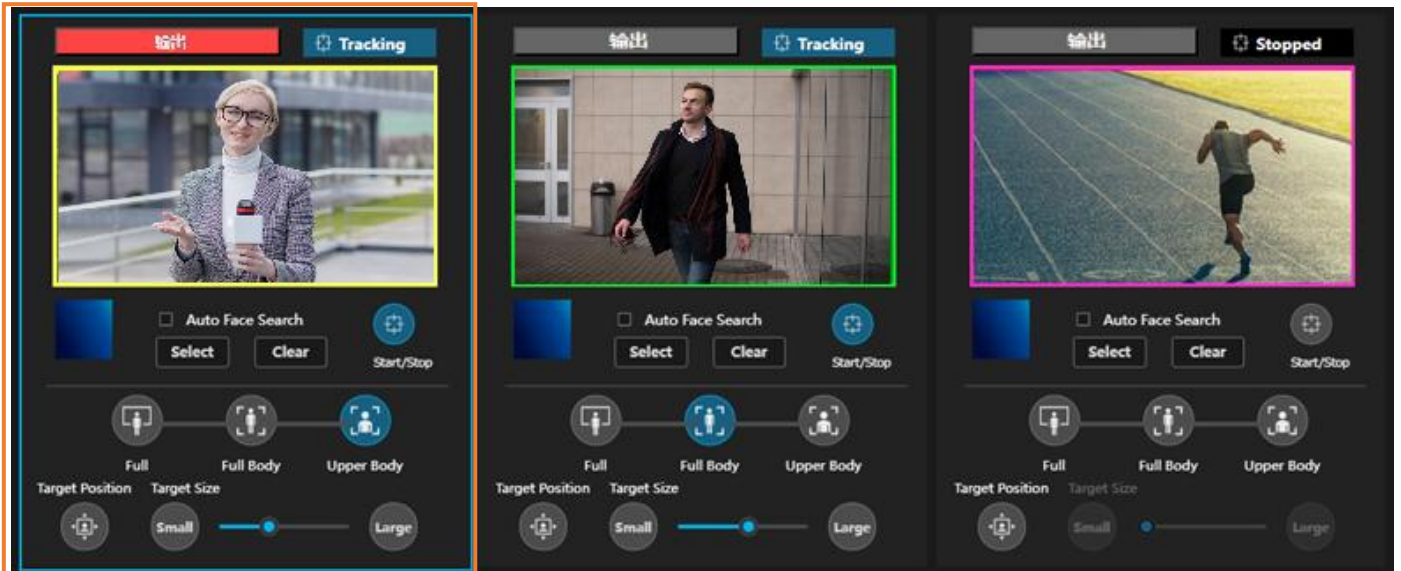 输出 Tracking
Auto Face Search
Select Clear
Start/Stop
Full Full Body Upper Body
Target Position Target Size
Small Large
输出 Tracking
Auto Face Search
Select Clear
Start/Stop
Full Full Body Upper Body
Target Position Target Size
Small Large
输出 Stopped
Auto Face Search
Select Clear
Start/Stop
Full Full Body Upper Body
Target Position Target Size
Small Large